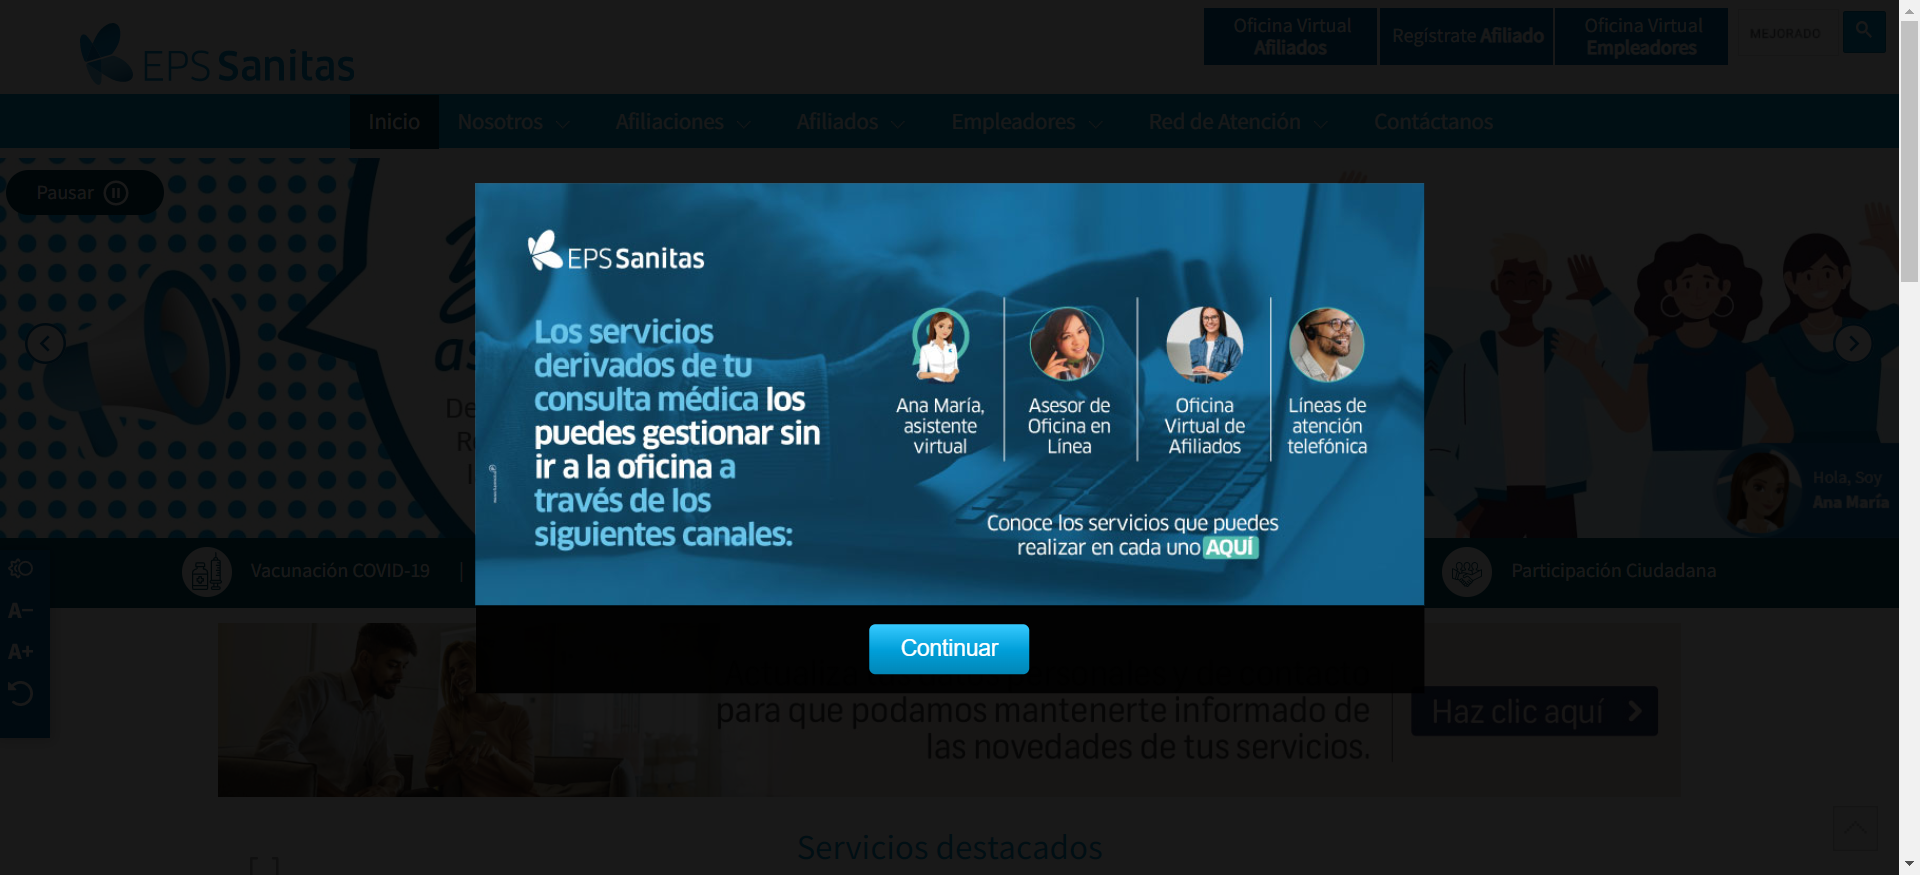 EPS Sanitas
Oficina Virtual
Afiliados
Regístrate Afiliado
Oficina Virtual
Empleadores
MEJORADO
Inicio
Nosotros
Afiliaciones
Afiliados
Empleadores
Red de Atención
Contáctanos
Pausar
EPS Sanitas
Los servicios
derivados de tu
consulta médica los
puedes gestionar sin
ir a la oficina a
través de los
siguientes canales:
Ana María,
asistente
virtual
Asesor de
Oficina en
Línea
Oficina
Virtual de
Afiliados
Líneas de
atención
telefónica
Conoce los servicios que puedes
realizar en cada uno AQUÍ
De
Hola, Soy
Ana María
Vacunación COVID-19 |
Participación Ciudadana
A-
A+
Continuar
para que podamos mantenerte informado de
las novedades de tus servicios.
Haz clic aquí
Servicios destacados